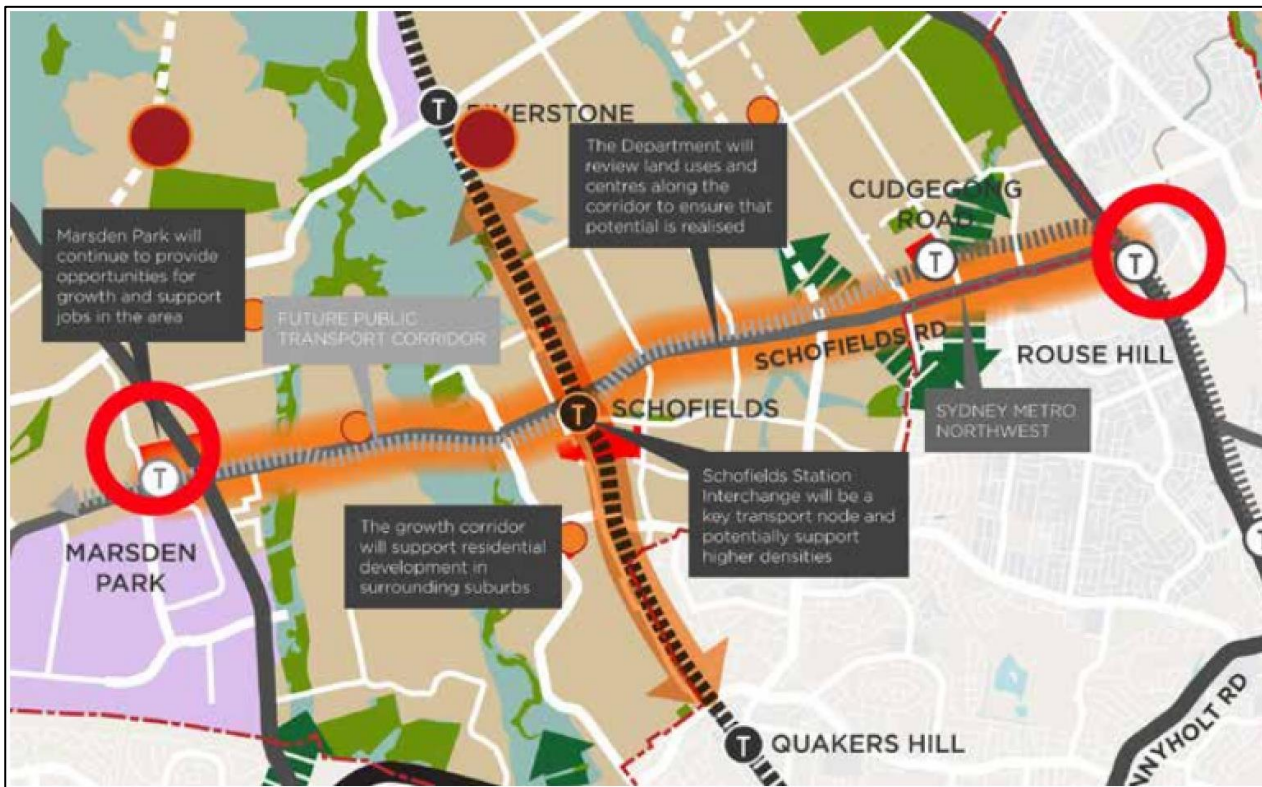 T
RIVERSTONE
The Department will
review land uses and
centres along the
corridor to ensure that
potential is realised
CUDGEGONG
ROAD
T
T
Marsden Park will
continue to provide
opportunities for
growth and support
jobs in the area
FUTURE PUBLIC
TRANSPORT CORRIDOR
SCHOFIELDS RD
ROUSE HILL
T
SCHOFIELDS
SYDNEY METRO
NORTHWEST
T
MARSDEN
PARK
The growth corridor
will support residential
development in
surrounding suburbs
Schofields Station
Interchange will be a
key transport node and
potentially support
higher densities
T
T
QUAKERS HILL
NNYHOLT RD